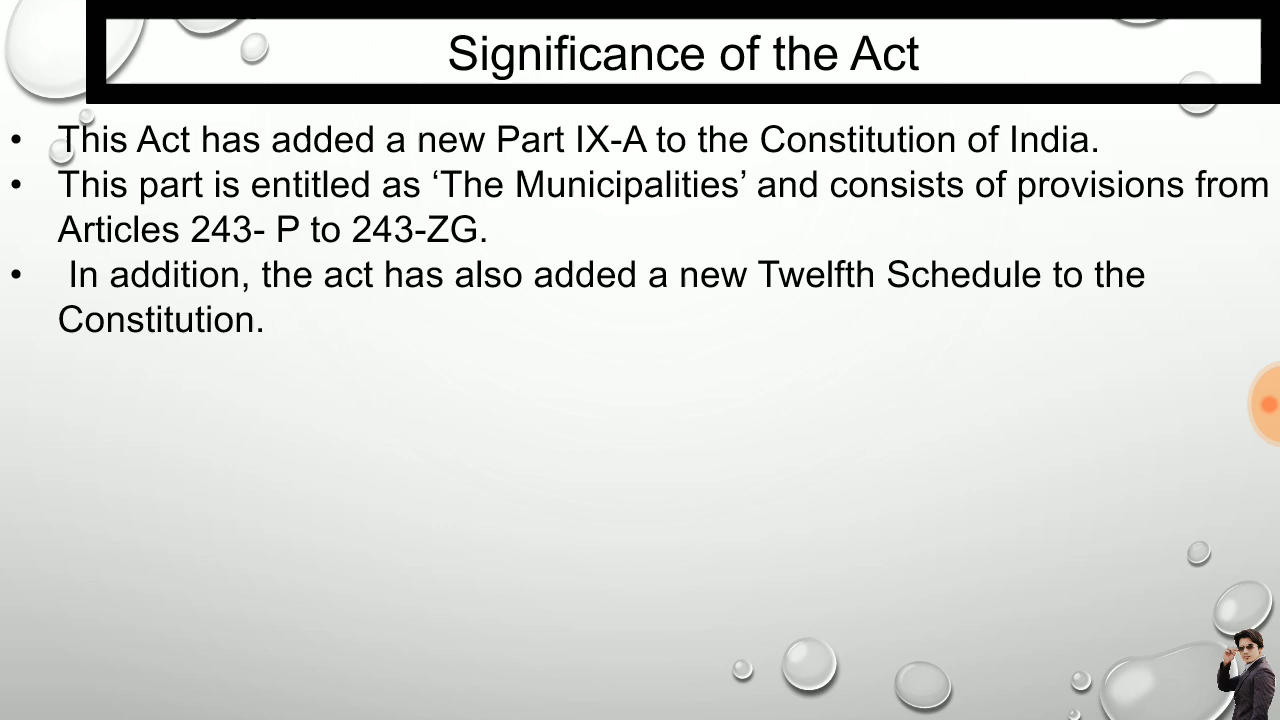 Significance of the Act
• This Act has added a new Part IX-A to the Constitution of India.
• This part is entitled as ‘The Municipalities’ and consists of provisions from
Articles 243- P to 243-ZG.
• In addition, the act has also added a new Twelfth Schedule to the
Constitution.